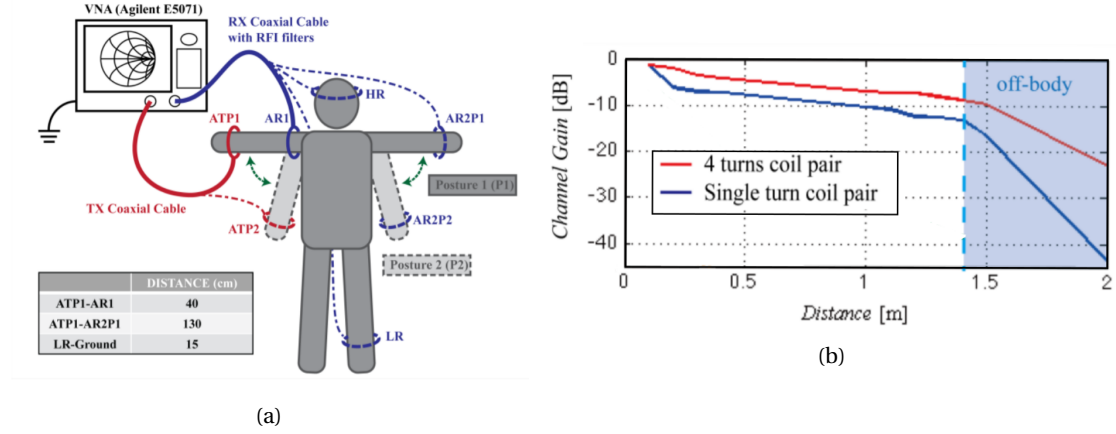 VNA (Agilent E5071)
RX Coaxial Cable
with RFI filters
HR
ATP1
AR1
AR2P1
Posture 1 (P1)
TX Coaxial Cable
ATP2
AR2P2
Posture 2 (P2)
DISTANCE (cm)
ATP1-AR1 40
ATP1-AR2P1 130
LR-Ground 15
LR
(a)
Channel Gain [dB]
0
-10
-20
-30
-40
off-body
4 turns coil pair
Single turn coil pair
0 0.5 1 1.5 2
Distance [m]
(b)